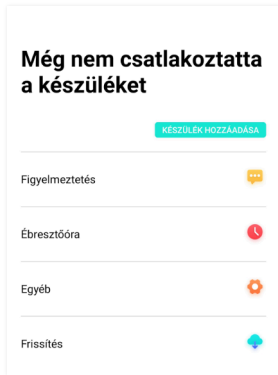 Még nem csatlakoztatta
a készüléket
KÉSZÜLÉK HOZZÁADÁSA
Figyelmeztetés
Ébresztőóra
Egyéb
Frissítés